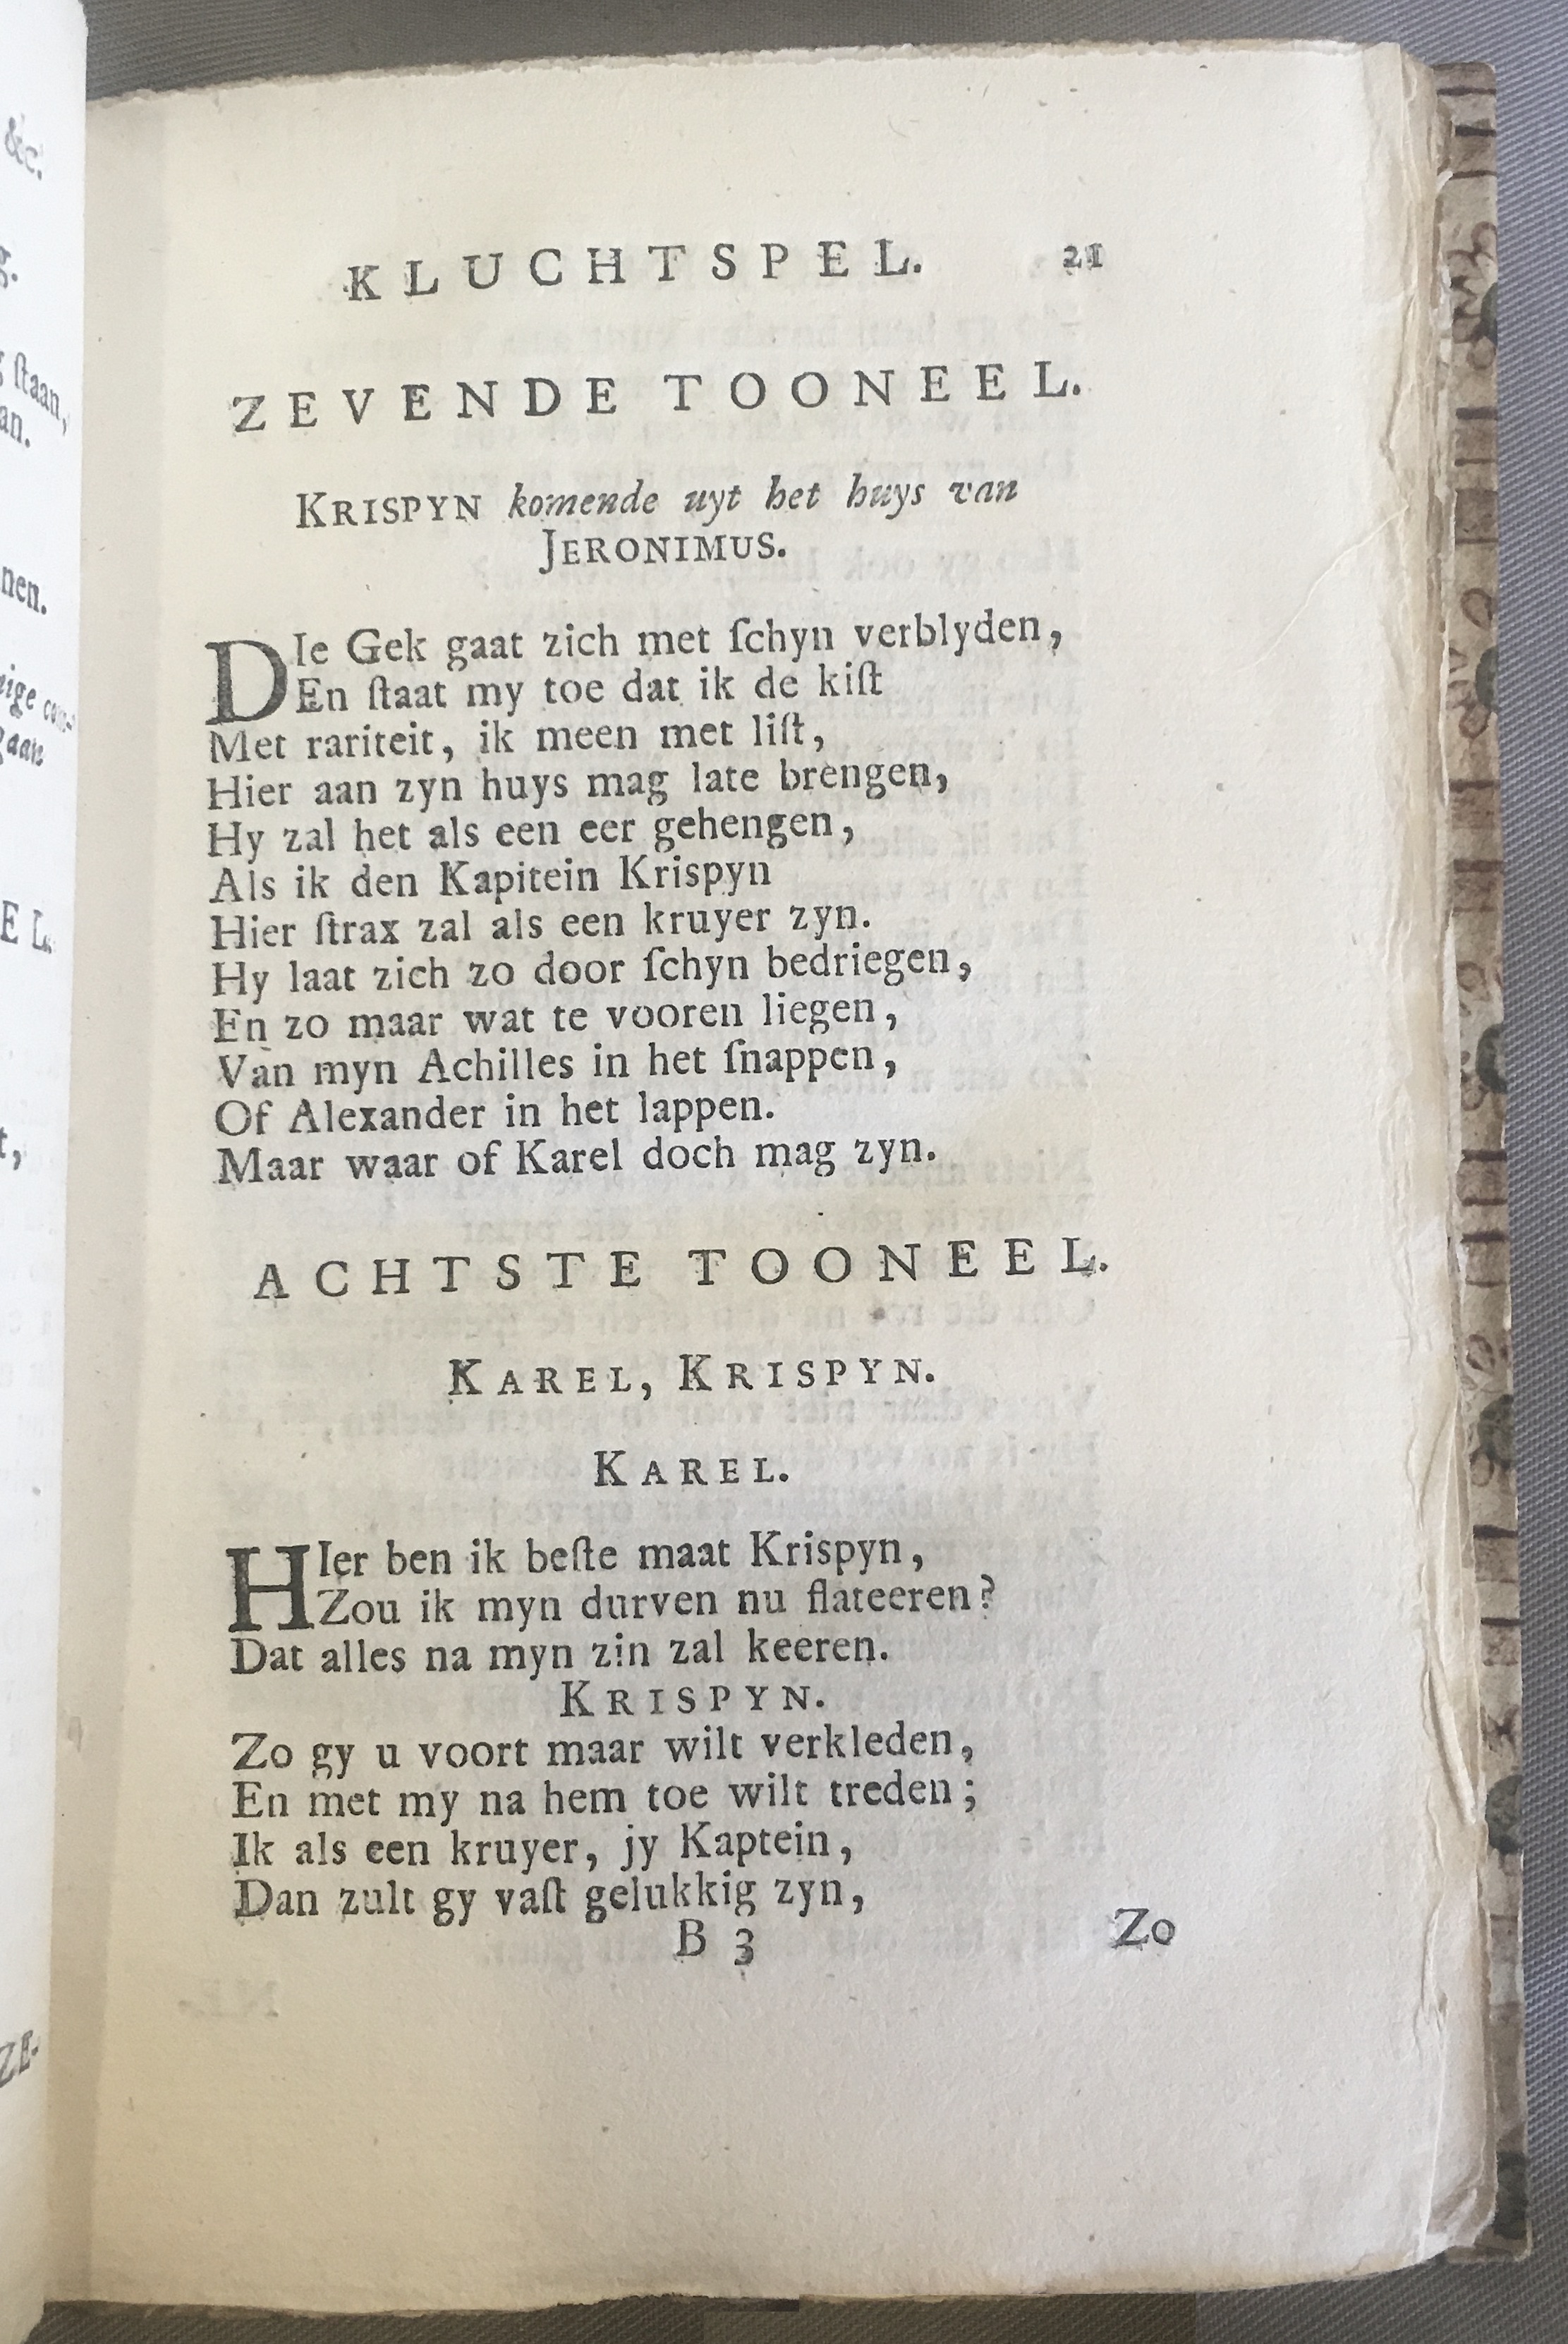 &c.
g.
ſtaan,
an.
nen.
gaan
E L.
t,
ZE-
KLUCHTSPEL. 21
ZEVENDE TOONEEL.
KRISPYN komende uyt het huys van
JERONIMUS.
DIe Gek gaat zich met ſchyn verblyden,
En ſtaat my toe dat ik de kiſt
Met rariteit, ik meen met liſt,
Hier aan zyn huys mag late brengen,
Hy zal het als een eer gehengen,
Als ik den Kapitein Krispyn
Hier ſtrax zal als een kruyer zyn.
Hy laat zich zo door ſchyn bedriegen,
En zo maar wat te vooren liegen,
Van myn Achilles in het ſnappen,
Of Alexander in het lappen.
Maar waar of Karel doch mag zyn.
ACHTSTE TOONEEL.
KAREL, KRISPYN.
KAREL.
HIer ben ik beſte maat Krispyn,
Zou ik myn durven nu flateeren?
Dat alles na myn zin zal keeren.
KRISPYN.
Zo gy u voort maar wilt verkleden,
En met my na hem toe wilt treden;
Ik als een kruyer, jy Kaptein,
Dan zult gy vaſt gelukkig zyn,
B 3 Zo